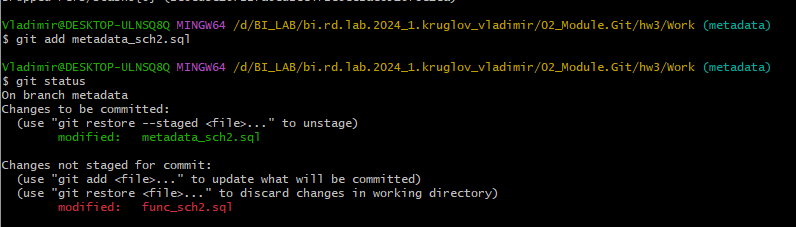 Vladimir@DESKTOP-ULNSQ8Q MINGW64 /d/BI_LAB/bi.rd.lab.2024_1.kruglov_vladimir/02_Module.Git/hw3/Work (metadata)
$ git add metadata_sch2.sql
Vladimir@DESKTOP-ULNSQ8Q MINGW64 /d/BI_LAB/bi.rd.lab.2024_1.kruglov_vladimir/02_Module.Git/hw3/Work (metadata)
$ git status
On branch metadata
Changes to be committed:
  (use "git restore --staged <file>..." to unstage)
        modified:   metadata_sch2.sql
Changes not staged for commit:
  (use "git add <file>..." to update what will be committed)
  (use "git restore <file>..." to discard changes in working directory)
        modified:   func_sch2.sql